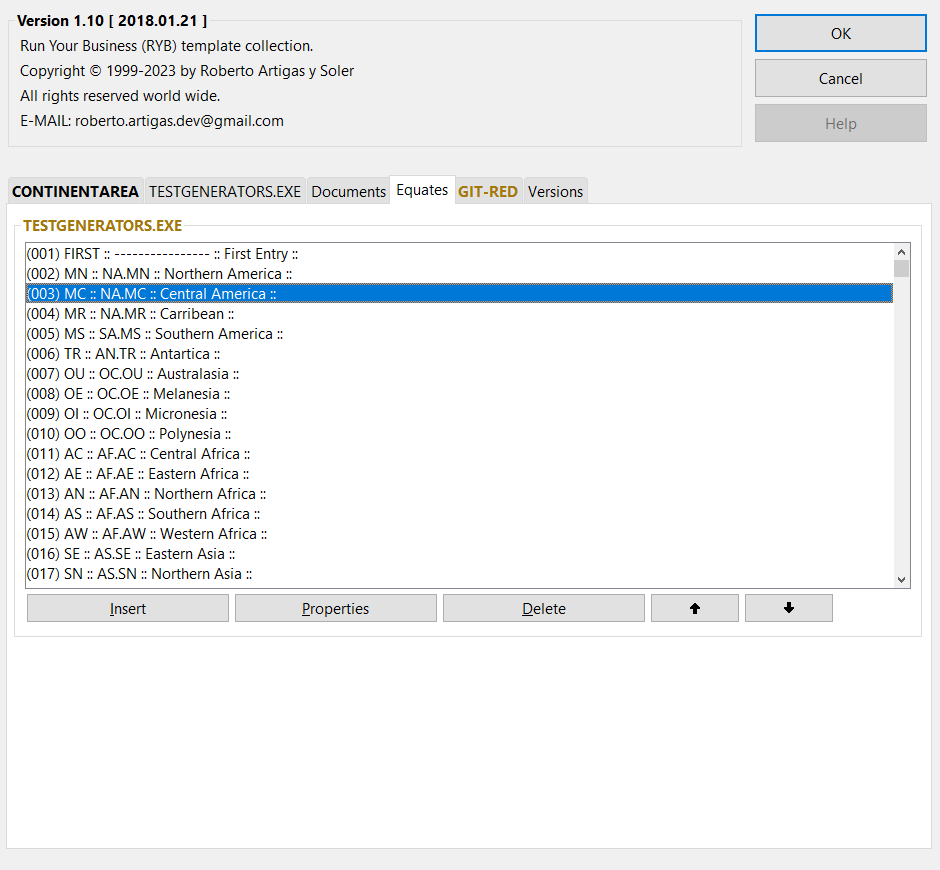 Version 1.10 [ 2018.01.21 ]
Run Your Business (RYB) template collection.
Copyright © 1999-2023 by Roberto Artigas y Soler
All rights reserved world wide.
E-MAIL: roberto.artigas.dev@gmail.com
OK
Cancel
Help
CONTINENTAREA TESTGENERATORS.EXE Documents Equates GIT-RED Versions
TESTGENERATORS.EXE
(001) FIRST :: ---------------- :: First Entry ::
(002) MN :: NA.MN :: Northern America ::
(003) MC :: NA.MC :: Central America ::
(004) MR :: NA.MR :: Carribean ::
(005) MS :: SA.MS :: Southern America ::
(006) TR :: AN.TR :: Antartica ::
(007) OU :: OC.OU :: Australasia ::
(008) OE :: OC.OE :: Melanesia ::
(009) OI :: OC.OI :: Micronesia ::
(010) OO :: OC.OO :: Polynesia ::
(011) AC :: AF.AC :: Central Africa ::
(012) AE :: AF.AE :: Eastern Africa ::
(013) AN :: AF.AN :: Northern Africa ::
(014) AS :: AF.AS :: Southern Africa ::
(015) AW :: AF.AW :: Western Africa ::
(016) SE :: AS.SE :: Eastern Asia ::
(017) SN :: AS.SN :: Northern Asia ::
Insert Properties Delete